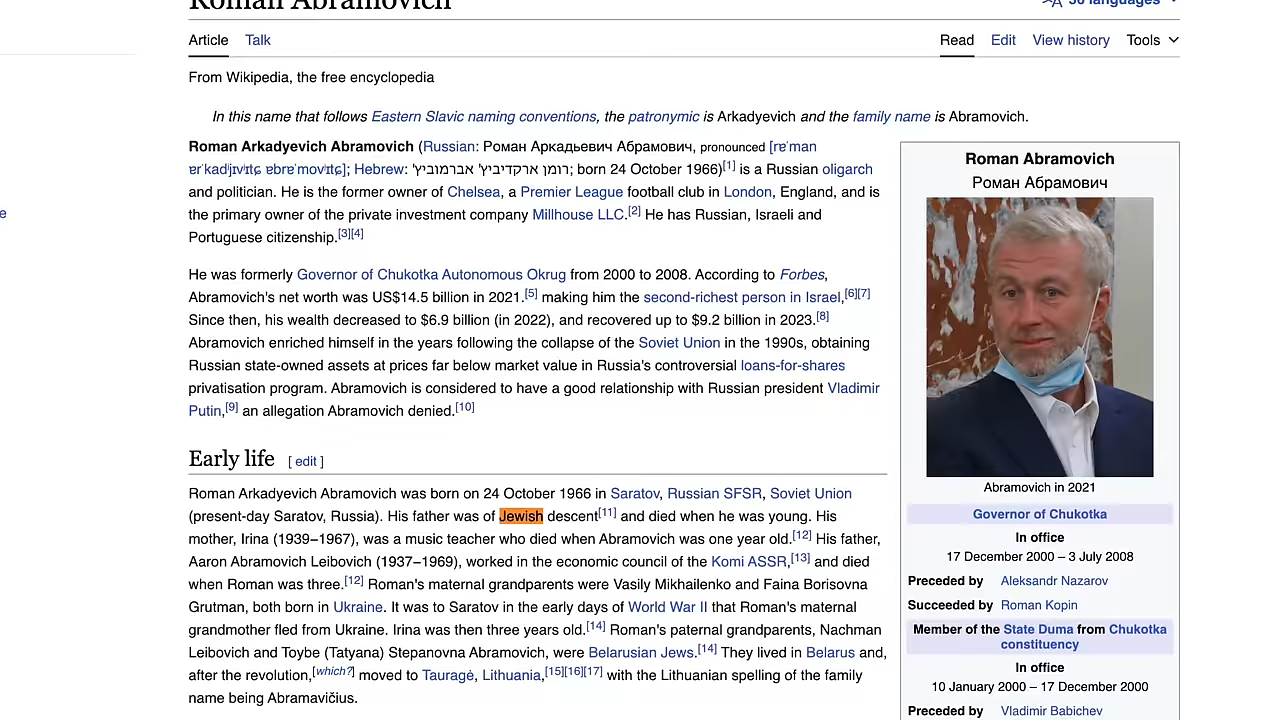 Roman Abramovich
30 languages
Article Talk
Read Edit View history Tools
From Wikipedia, the free encyclopedia
In this name that follows Eastern Slavic naming conventions, the patronymic is Arkadyevich and the family name is Abramovich.
Roman Arkadyevich Abramovich (Russian: Роман Аркадьевич Абрамович, pronounced [rɐˈman
ɐrˈkadʲjɪvʲɪtɕ ɐbrɐˈmovʲɪtɕ]; Hebrew: רומן ארקדיביץ' אברמוביץ'; born 24 October 1966)[1] is a Russian oligarch
and politician. He is the former owner of Chelsea, a Premier League football club in London, England, and is
the primary owner of the private investment company Millhouse LLC.[2] He has Russian, Israeli and
Portuguese citizenship.[3][4]
He was formerly Governor of Chukotka Autonomous Okrug from 2000 to 2008. According to Forbes,
Abramovich's net worth was US$14.5 billion in 2021,[5] making him the second-richest person in Israel,[6][7]
Since then, his wealth decreased to $6.9 billion (in 2022), and recovered up to $9.2 billion in 2023.[8]
Abramovich enriched himself in the years following the collapse of the Soviet Union in the 1990s, obtaining
Russian state-owned assets at prices far below market value in Russia's controversial loans-for-shares
privatisation program. Abramovich is considered to have a good relationship with Russian president Vladimir
Putin,[9] an allegation Abramovich denied.[10]
Early life [ edit ]
Roman Arkadyevich Abramovich was born on 24 October 1966 in Saratov, Russian SFSR, Soviet Union
(present-day Saratov, Russia). His father was of Jewish descent[11] and died when he was young. His
mother, Irina (1939–1967), was a music teacher who died when Abramovich was one year old.[12] His father,
Aaron Abramovich Leibovich (1937–1969), worked in the economic council of the Komi ASSR,[13] and died
when Roman was three.[12] Roman's maternal grandparents were Vasily Mikhailenko and Faina Borisovna
Grutman, both born in Ukraine. It was to Saratov in the early days of World War II that Roman's maternal
grandmother fled from Ukraine. Irina was then three years old.[14] Roman's paternal grandparents, Nachman
Leibovich and Toybe (Tatyana) Stepanovna Abramovich, were Belarusian Jews.[14] They lived in Belarus and,
after the revolution,[which?] moved to Tauragė, Lithuania,[15][16][17] with the Lithuanian spelling of the family
name being Abramavičius.
Roman Abramovich
Роман Абрамович
Abramovich in 2021
Governor of Chukotka
In office
17 December 2000 – 3 July 2008
Preceded by Aleksandr Nazarov
Succeeded by Roman Kopin
Member of the State Duma from Chukotka
constituency
In office
10 January 2000 – 17 December 2000
Preceded by Vladimir Babichev